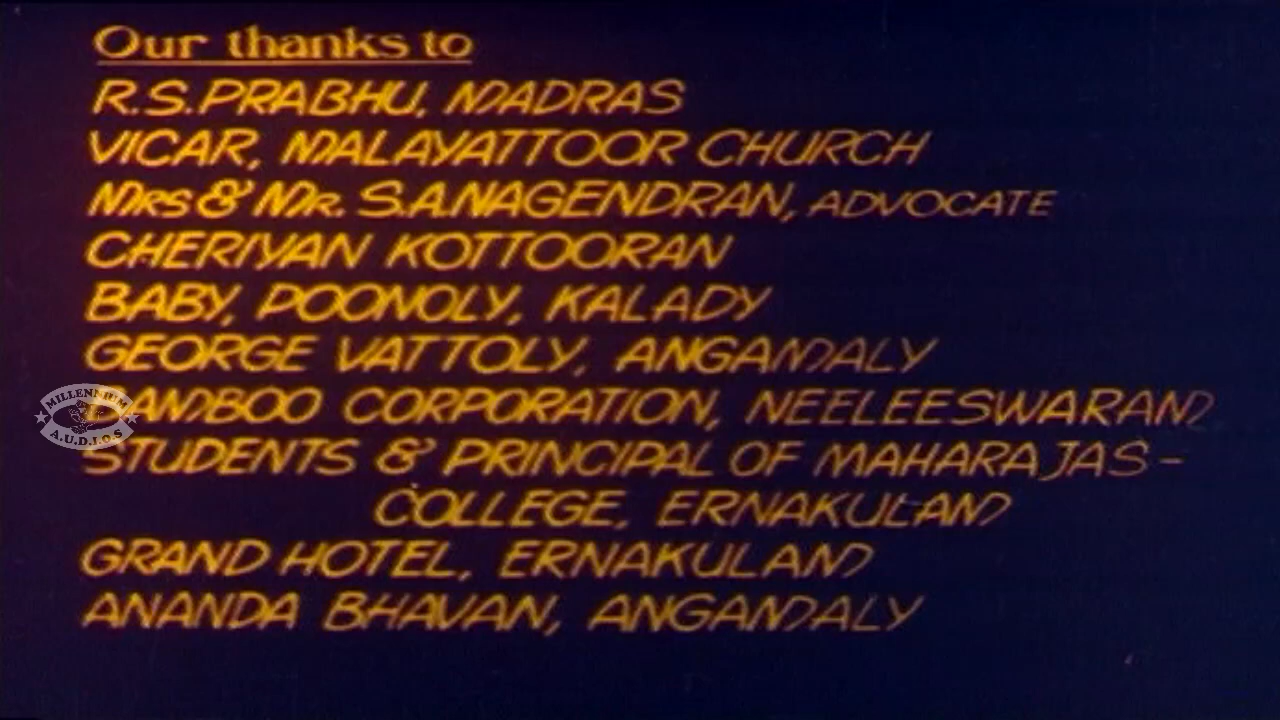 Our thanks to
R.S.PRABHU, MADRAS
VICAR, MALAYATTOOR CHURCH
MRS & MR. S.A.NAGENDRAN, ADVOCATE
CHERIYAN KOTTOORAN
BABY, POONOLY, KALADY
GEORGE VATTOLY, ANGAMALY
BAMBOO CORPORATION, NEELEESWARAM
STUDENTS & PRINCIPAL OF MAHARAJAS-
COLLEGE, ERNAKULAM
GRAND HOTEL, ERNAKULAM
ANANDA BHAVAN, ANGAMALY
MILLENNIUM
A.U.D.I.O.S